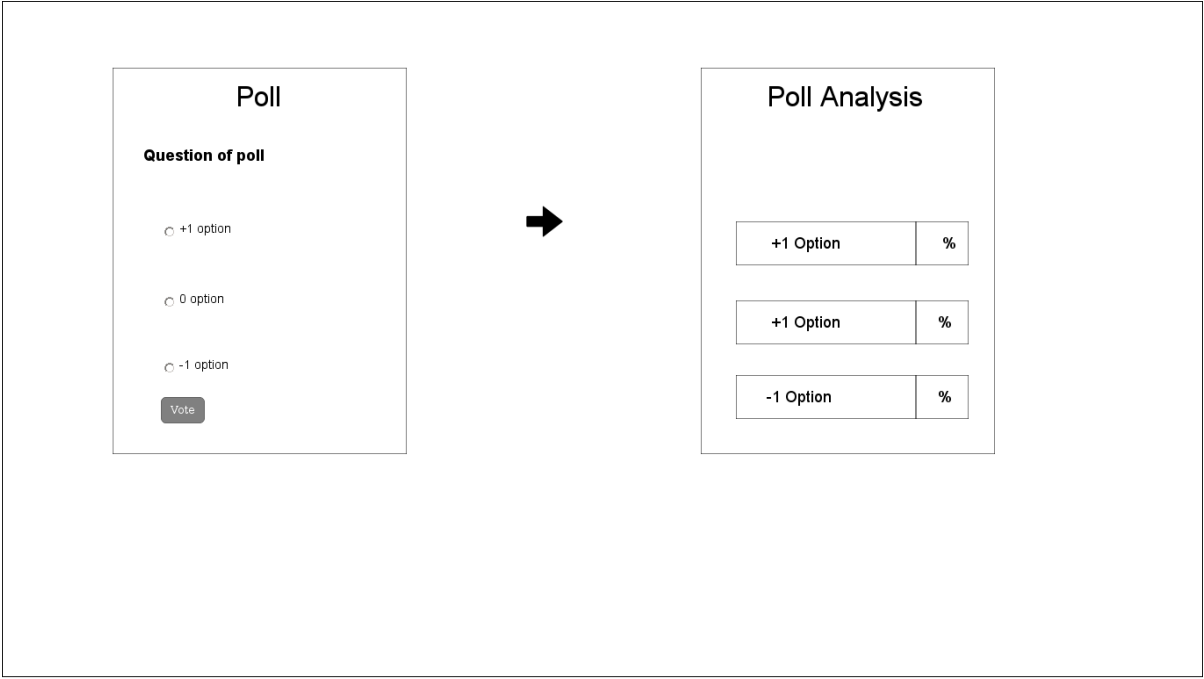 Poll
Question of poll
+1 option
0 option
-1 option
Vote
Poll Analysis
+1 Option %
+1 Option %
-1 Option %